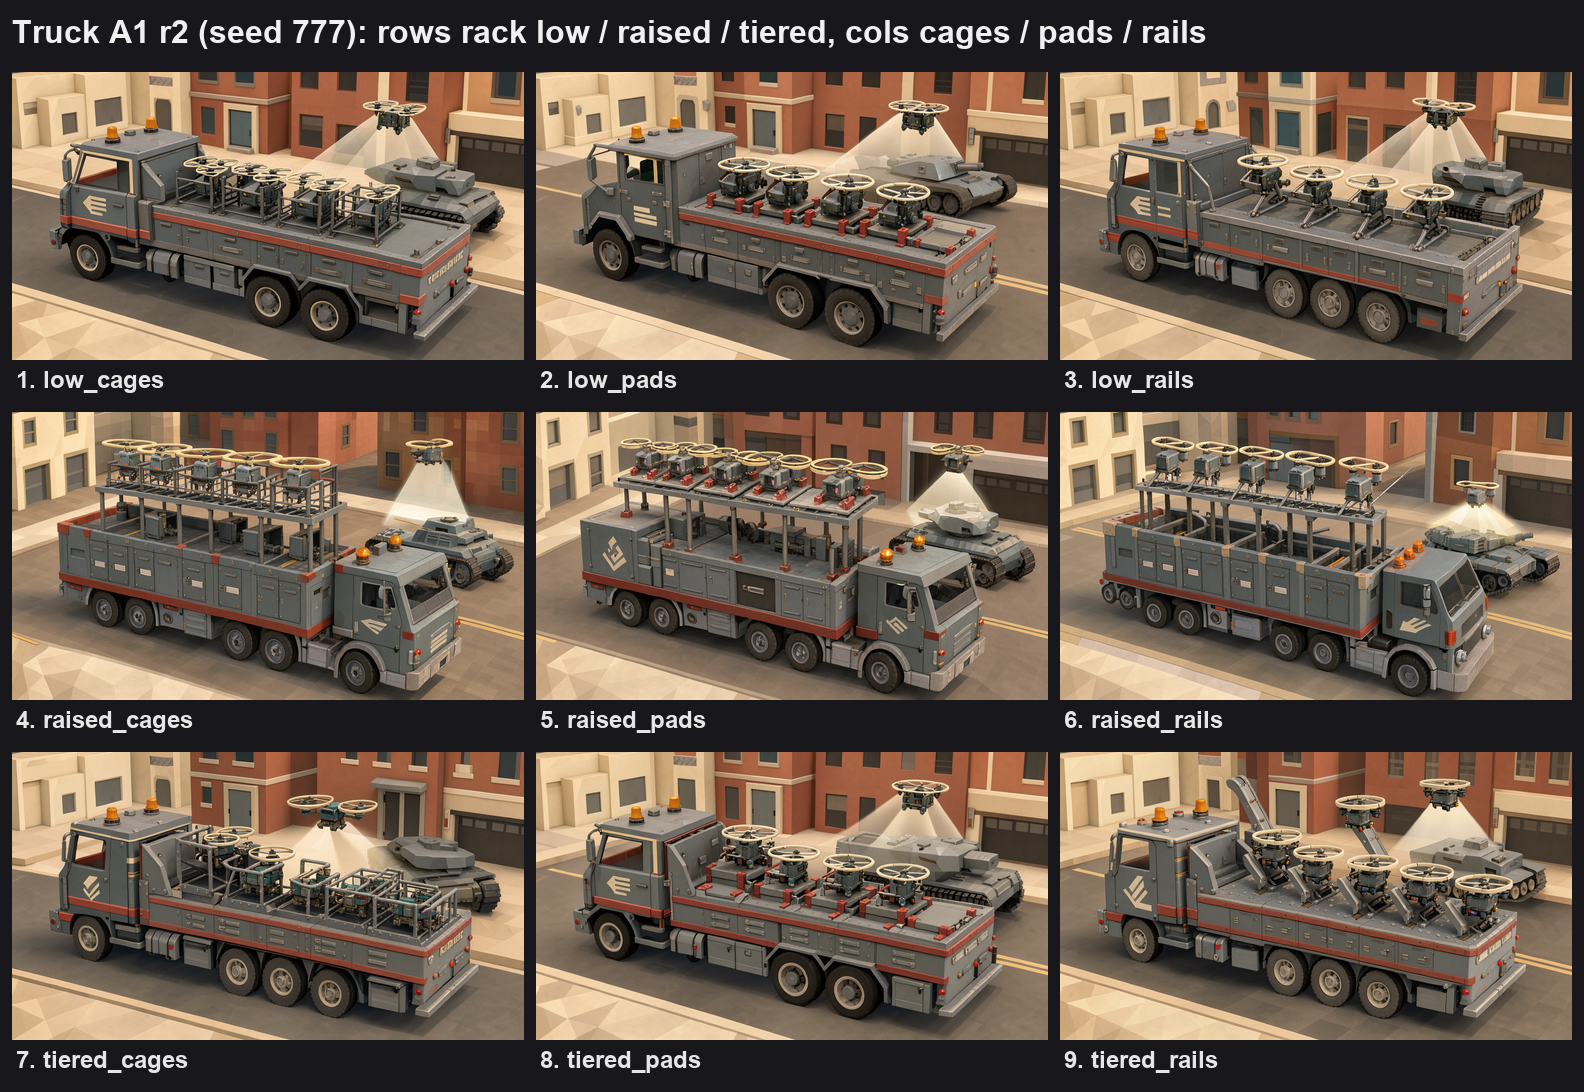 Truck A1 r2 (seed 777): rows rack low / raised / tiered, cols cages / pads / rails
1. low_cages
2. low_pads
3. low_rails
4. raised_cages
5. raised_pads
6. raised_rails
7. tiered_cages
8. tiered_pads
9. tiered_rails